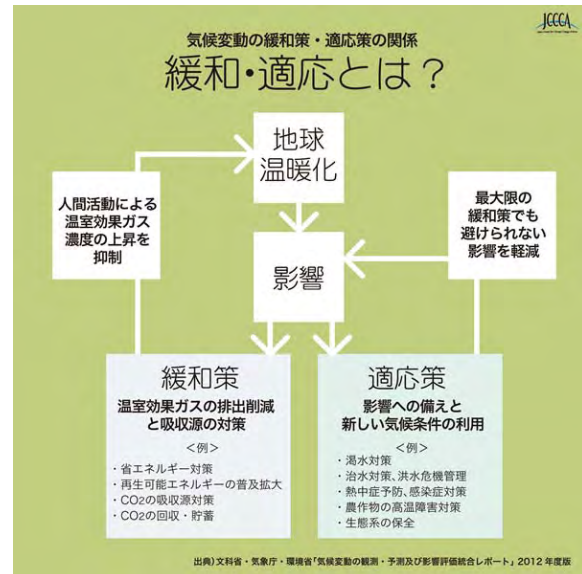 JCCCA
気候変動の緩和策・適応策の関係
緩和・適応とは？
地球
温暖化
人間活動による
温室効果ガス
濃度の上昇を
抑制
最大限の
緩和策でも
避けられない
影響を軽減
影響
緩和策
温室効果ガスの排出削減
と吸収源の対策
＜例＞
・省エネルギー対策
・再生可能エネルギーの普及拡大
・CO2の吸収源対策
・CO2の回収・貯蓄
適応策
影響への備えと
新しい気候条件の利用
＜例＞
・渇水対策
・治水対策、洪水危機管理
・熱中症予防、感染症対策
・農作物の高温障害対策
・生態系の保全
出典）文科省・気象庁・環境省「気候変動の観測・予測及び影響評価統合レポート」2012年度版